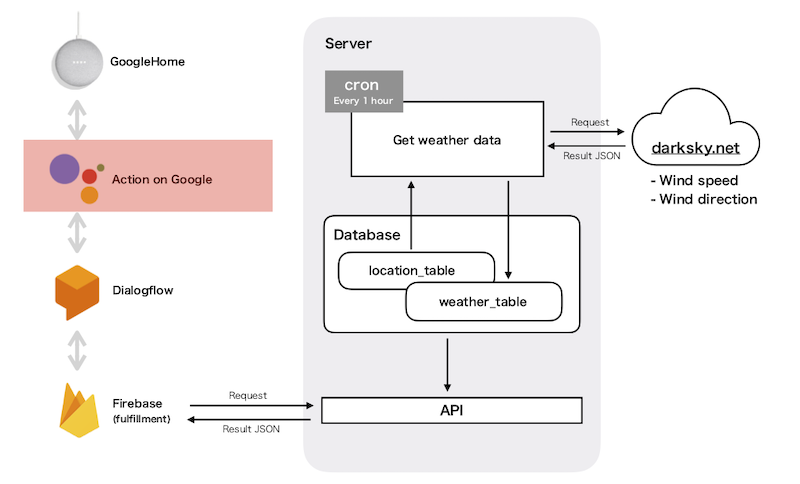 GoogleHome
Action on Google
Dialogflow
Firebase
(fulfillment)
Request
Result JSON
Server
cron
Every 1 hour
Get weather data
Request
Result JSON
darksky.net
- Wind speed
- Wind direction
Database
location_table
weather_table
API